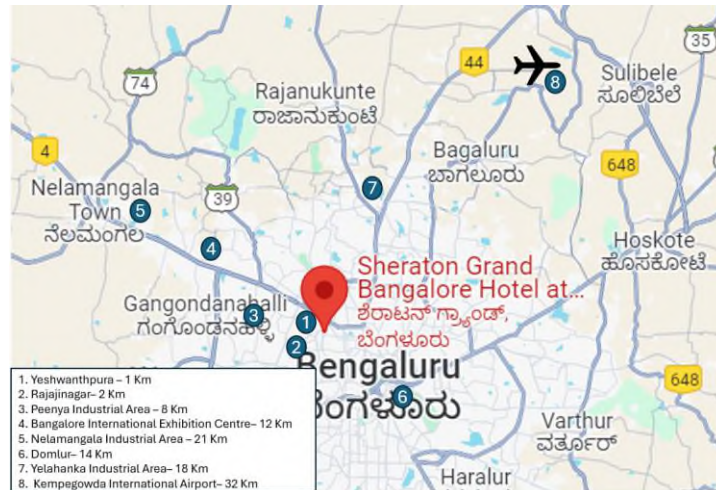 35
44
8
Sulibele
ಸೂಲಿಬೆಲೆ
74
Rajanukunte
ರಾಜಾನುಕುಂಟೆ
Bagaluru
ಬಾಗಲೂರು
4
648
Nelamangala
Town
ನೆಲಮಂಗಲ
5
39
7
4
Hoskote
ಹೊಸಕೋಟೆ
Sheraton Grand
Bangalore Hotel at...
ಶೆರಾಟನ್ ಗ್ರ್ಯಾಂಡ್,
ಬೆಂಗಳೂರು
Gangondanahalli
3
1
2
Bengaluru
ಬೆಂಗಳೂರು
6
648
Varthur
ವರ್ತೂರ್
Haralur
1. Yeshwanthpura– 1 Km
2. Rajajinagar– 2 Km
3. Peenya Industrial Area – 8 Km
4. Bangalore International Exhibition Centre– 12 Km
5. Nelamangala Industrial Area – 21 Km
6. Domlur – 14 Km
7. Yelahanka Industrial Area– 18 Km
8. Kempegowda International Airport– 32 Km